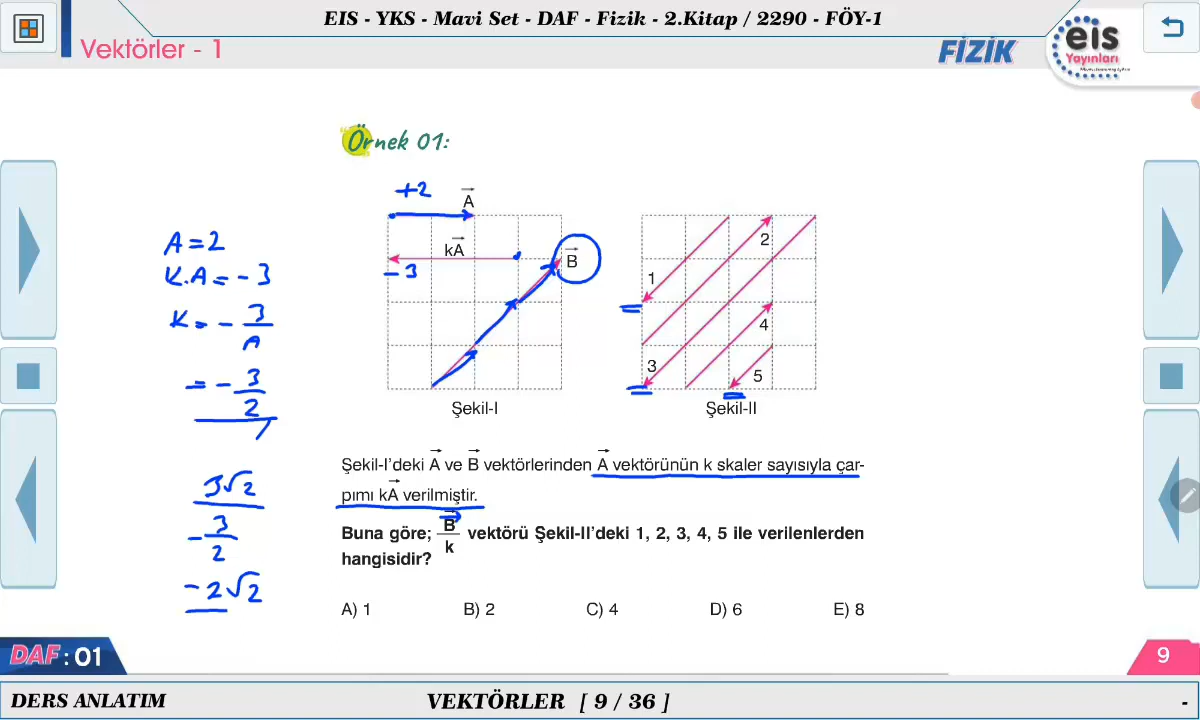 EIS - YKS - Mavi Set - DAF - Fizik - 2.Kitap / 2290 - FÖY-1
Vektörler - 1
FİZİK
eis
Yayınları
"Örnek 01:
+2
A
kA
B
- 3
1
2
3
4
5
Şekil-I
Şekil-II
A = 2
K.A = - 3
K = - 3/A
= - 3/2
3√2
- 3/2
- 2√2
Şekil-I'deki A ve B vektörlerinden A vektörünün k skaler sayısıyla çar-
pımı kA verilmiştir.
Buna göre; B/k vektörü Şekil-II'deki 1, 2, 3, 4, 5 ile verilenlerden
hangisidir?
A) 1 B) 2 C) 4 D) 6 E) 8
DAF : 01
9
DERS ANLATIM
VEKTÖRLER [ 9 / 36 ]
-